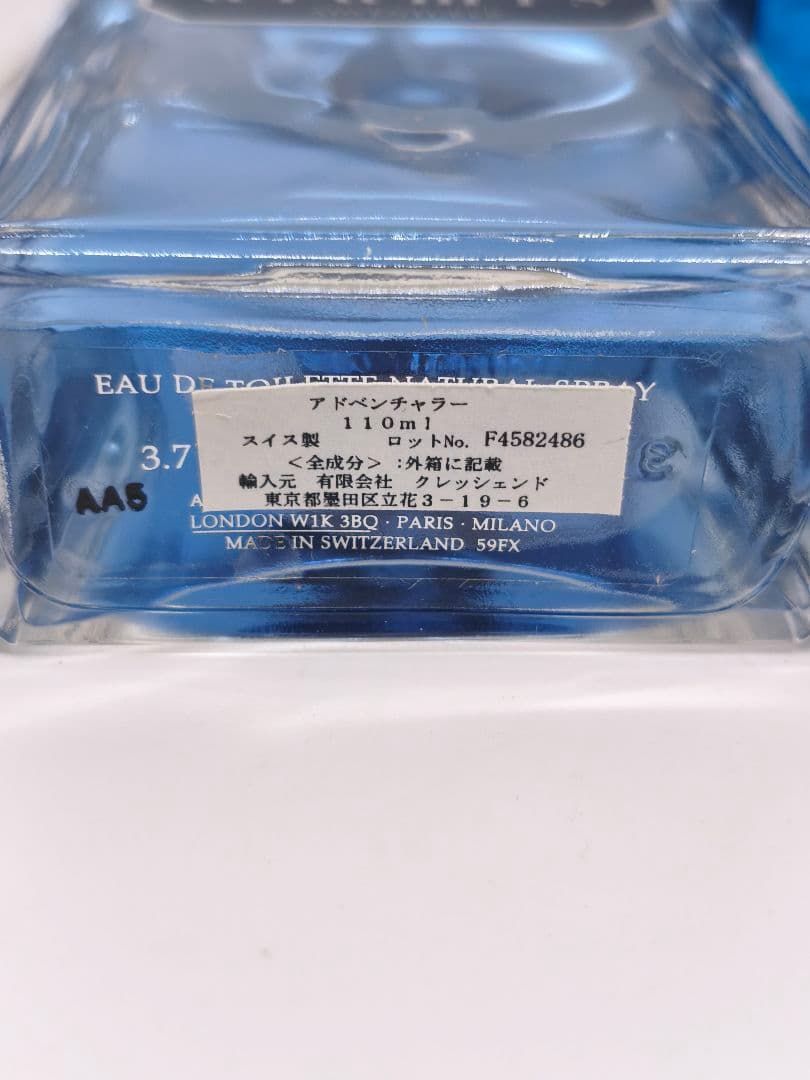 EAU DE TOILETTE NATURAL SPRAY
アドベンチャラー
110ml
スイス製 ロットNo. F4582486
3.7
<全成分> :外箱に記載
輸入元 有限会社 クレッシェンド
AA5
東京都墨田区立花3-19-6
LONDON W1K 3BQ · PARIS · MILANO
MADE IN SWITZERLAND 59FX